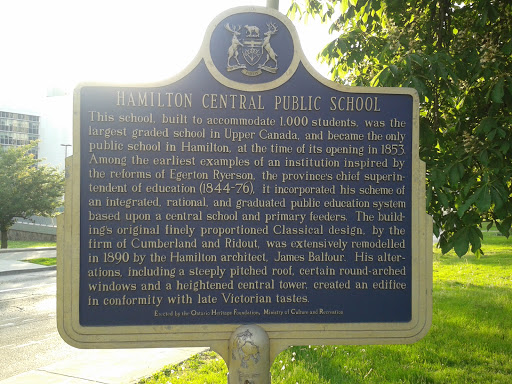 HAMILTON CENTRAL PUBLIC SCHOOL
This school, built to accommodate 1,000 students, was the
largest graded school in Upper Canada, and became the only
public school in Hamilton, at the time of its opening in 1853.
Among the earliest examples of an institution inspired by
the reforms of Egerton Ryerson, the province's chief superin-
tendent of education (1844-76), it incorporated his scheme of
an integrated, rational, and graduated public education system
based upon a central school and primary feeders. The build-
ing's original finely proportioned Classical design, by the
firm of Cumberland and Ridout, was extensively remodelled
in 1890 by the Hamilton architect, James Balfour. His alter-
ations, including a steeply pitched roof, certain round-arched
windows and a heightened central tower, created an edifice
in conformity with late Victorian tastes.
Erected by the Ontario Heritage Foundation, Ministry of Culture and Recreation